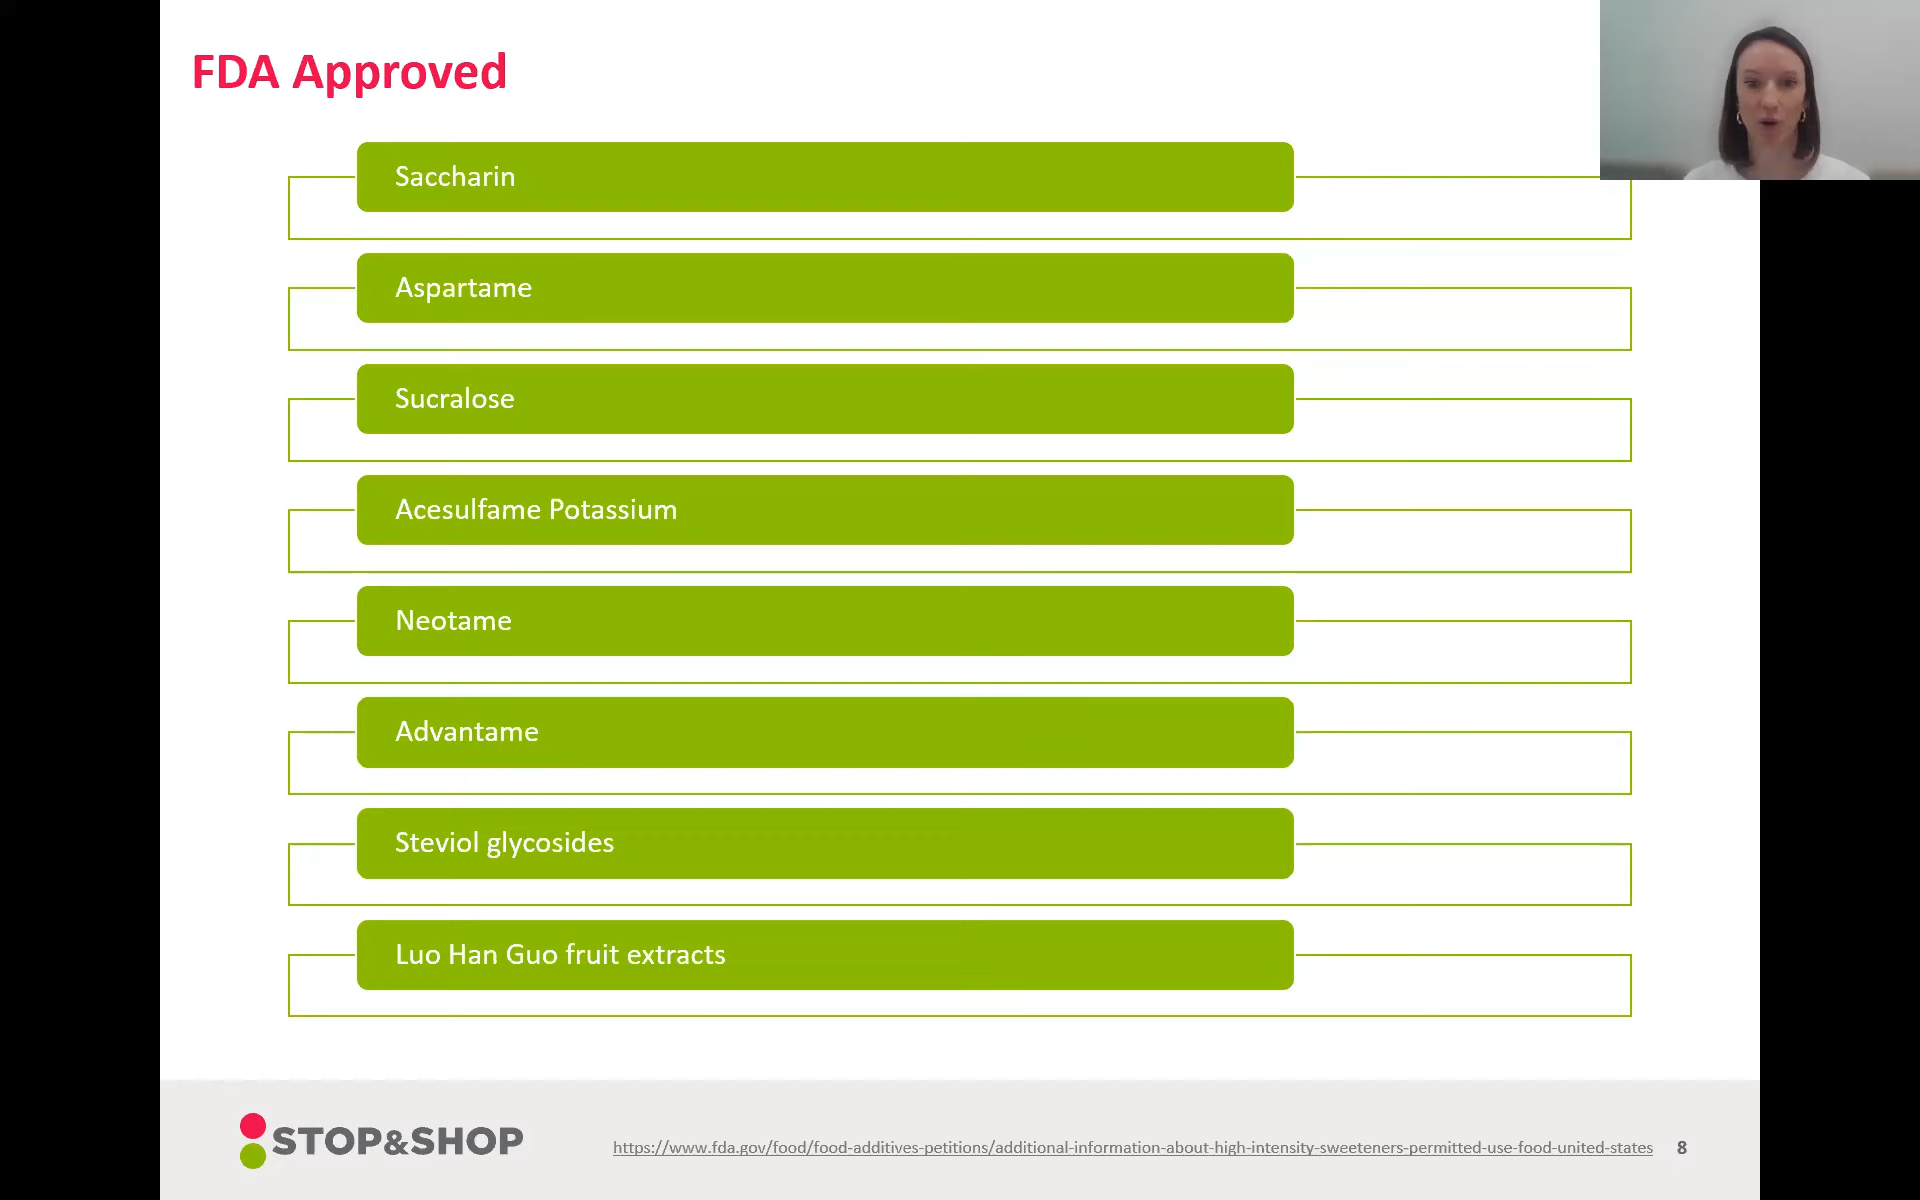 FDA Approved
Saccharin
Aspartame
Sucralose
Acesulfame Potassium
Neotame
Advantame
Steviol glycosides
Luo Han Guo fruit extracts
STOP&SHOP
https://www.fda.gov/food/food-additives-petitions/additional-information-about-high-intensity-sweeteners-permitted-use-food-united-states
8